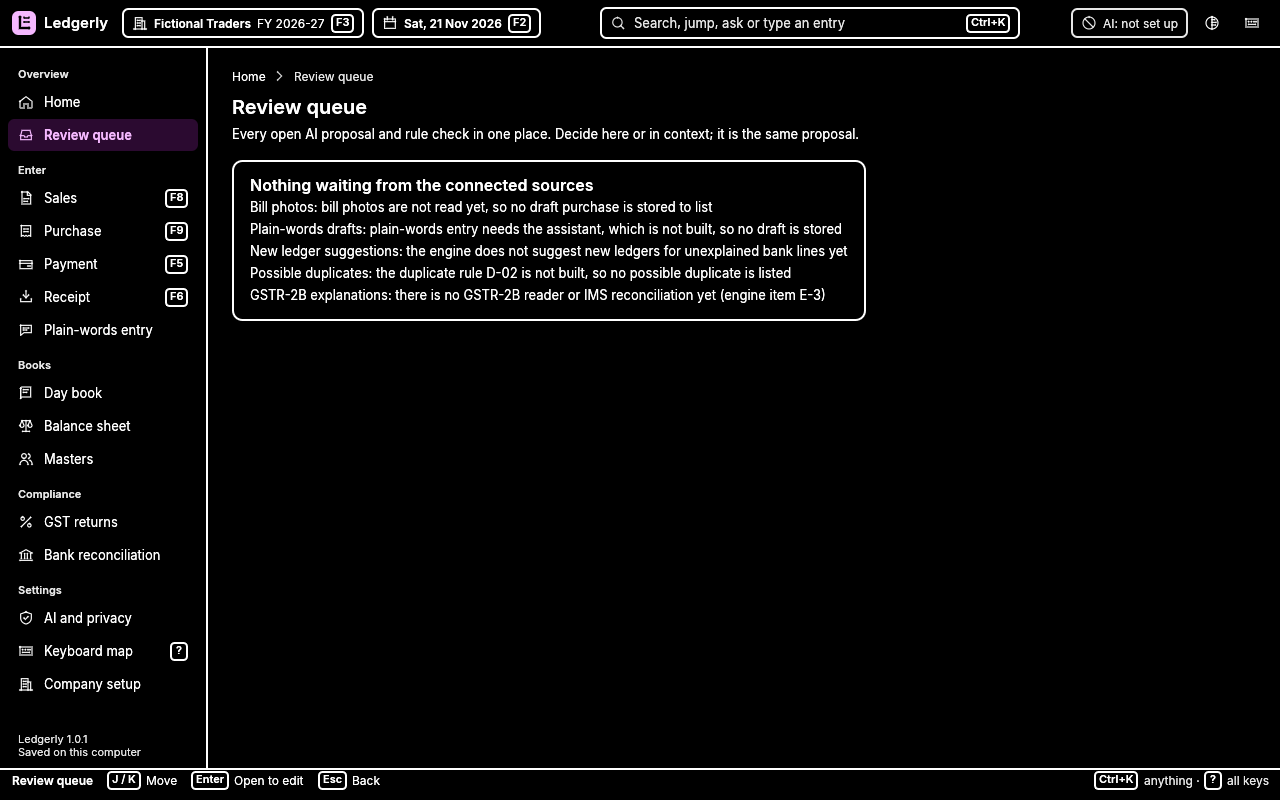 Ledgerly
Fictional Traders FY 2026-27 F3
Sat, 21 Nov 2026 F2
Search, jump, ask or type an entry Ctrl+K
AI: not set up
Overview
Home
Review queue
Enter
Sales F8
Purchase F9
Payment F5
Receipt F6
Plain-words entry
Books
Day book
Balance sheet
Masters
Compliance
GST returns
Bank reconciliation
Settings
AI and privacy
Keyboard map ?
Company setup
Ledgerly 1.0.1
Saved on this computer
Home Review queue
Review queue
Every open AI proposal and rule check in one place. Decide here or in context; it is the same proposal.
Nothing waiting from the connected sources
Bill photos: bill photos are not read yet, so no draft purchase is stored to list
Plain-words drafts: plain-words entry needs the assistant, which is not built, so no draft is stored
New ledger suggestions: the engine does not suggest new ledgers for unexplained bank lines yet
Possible duplicates: the duplicate rule D-02 is not built, so no possible duplicate is listed
GSTR-2B explanations: there is no GSTR-2B reader or IMS reconciliation yet (engine item E-3)
Review queue J / K Move Enter Open to edit Esc Back
Ctrl+K anything · ? all keys